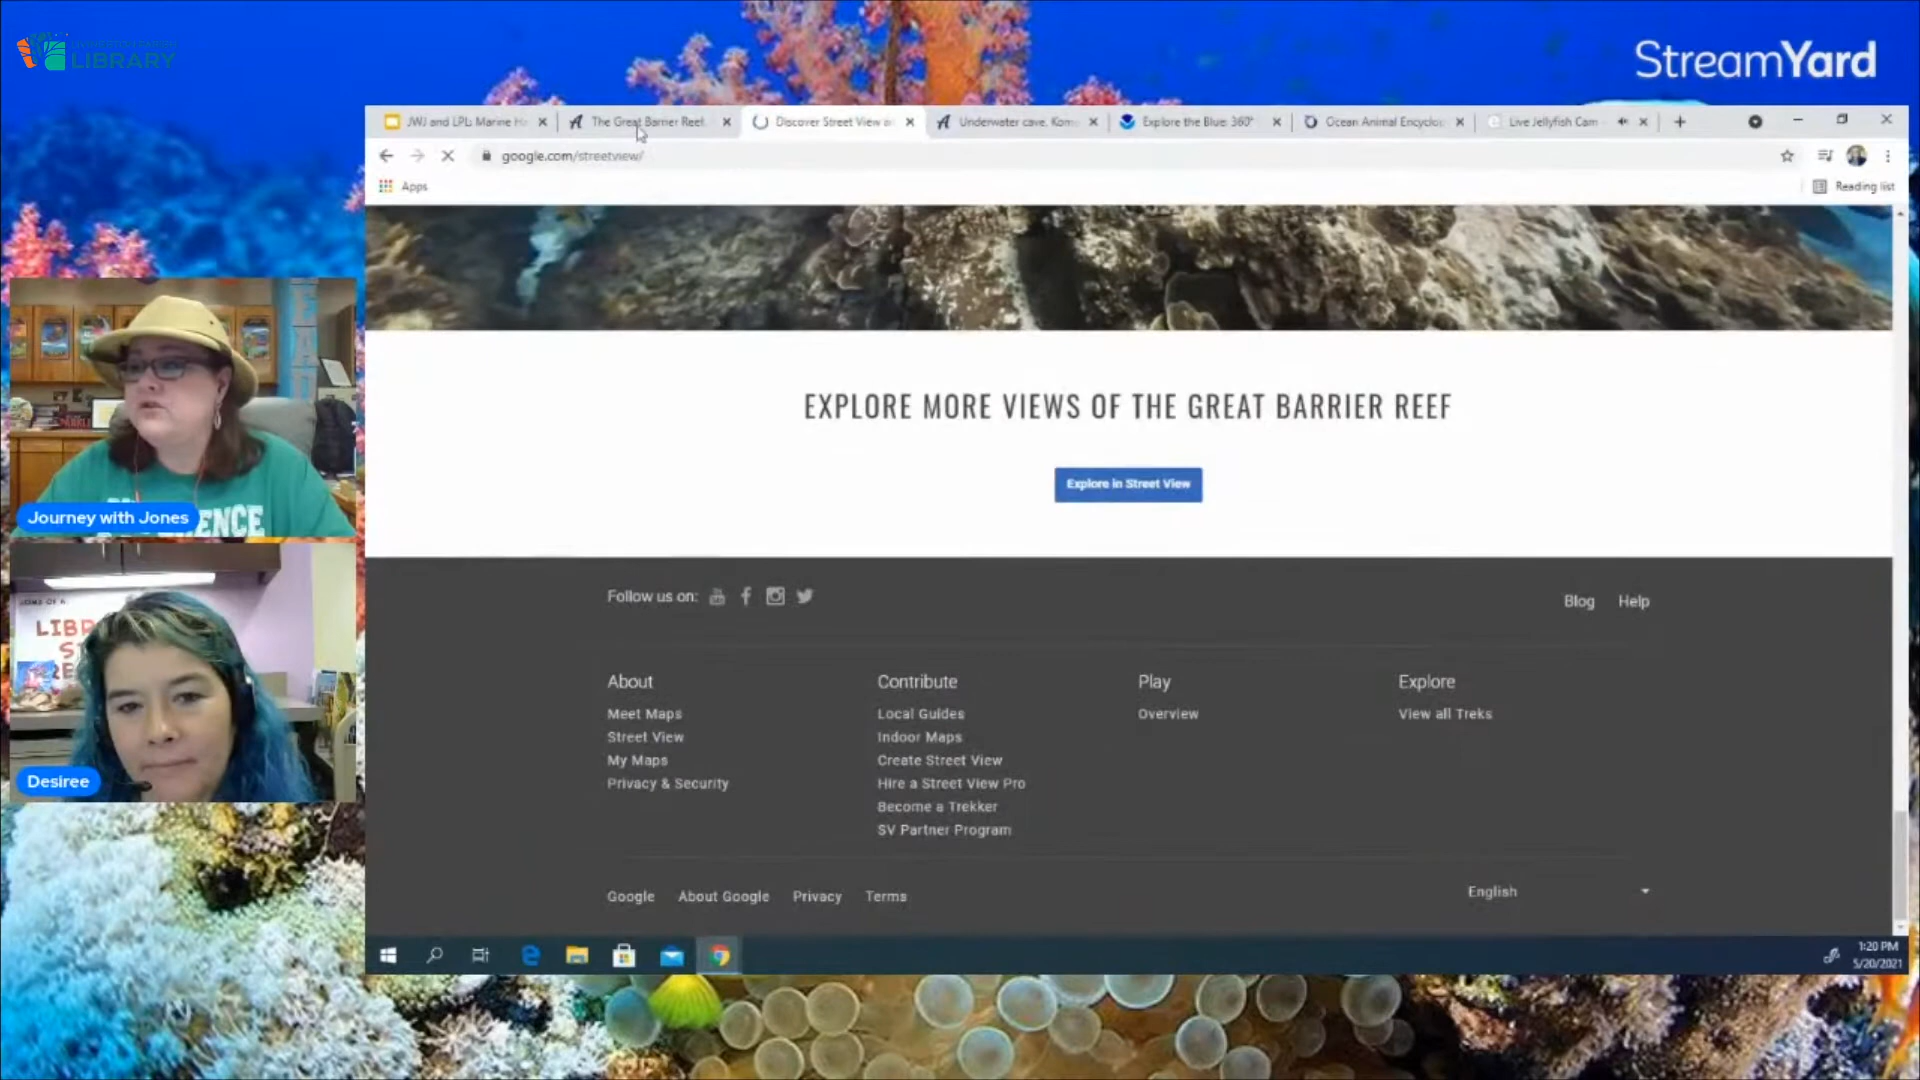 LIBRARY
StreamYard
JWJ and LPL: Marine Ha
The Great Barrier Reef,
Discover Street View a
Underwater cave, Komo
Explore the Blue: 360°
Ocean Animal Encyclo
Live Jellyfish Cam
google.com/streetview/
Apps
Reading list
EXPLORE MORE VIEWS OF THE GREAT BARRIER REEF
Explore in Street View
Journey with Jones
Follow us on:
Blog
Help
About
Contribute
Play
Explore
Meet Maps
Local Guides
Overview
View all Treks
Street View
Indoor Maps
My Maps
Create Street View
Privacy & Security
Hire a Street View Pro
Become a Trekker
SV Partner Program
Desiree
Google
About Google
Privacy
Terms
English
1:20 PM
5/20/2021